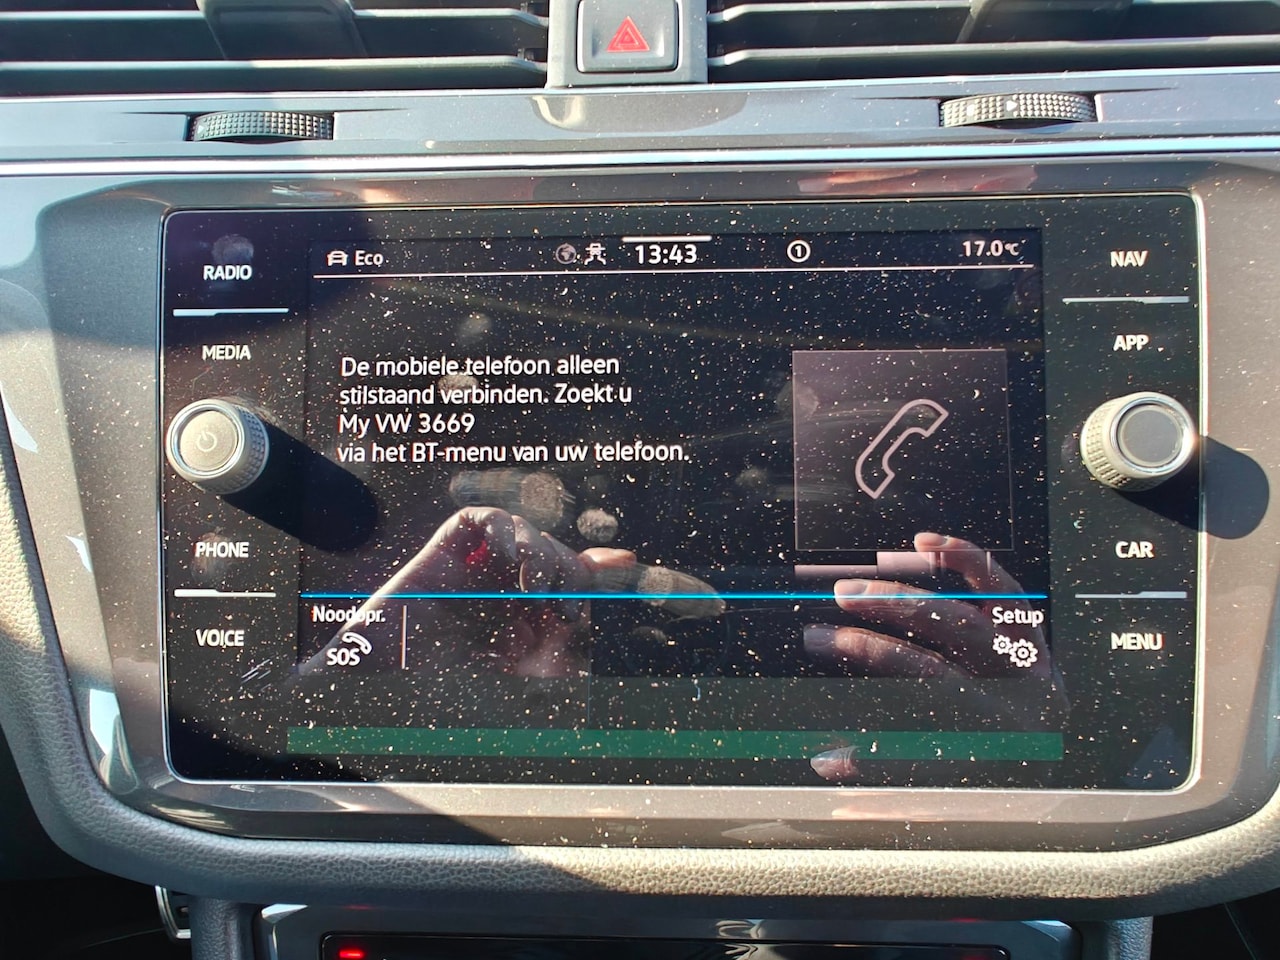 RADIO
MEDIA
PHONE
VOICE
Eco
13:43
1
17.0°C
De mobiele telefoon alleen
stilstaand verbinden. Zoekt u
My VW 3669
via het BT-menu van uw telefoon.
Noodopr.
SOS
Setup
NAV
APP
CAR
MENU